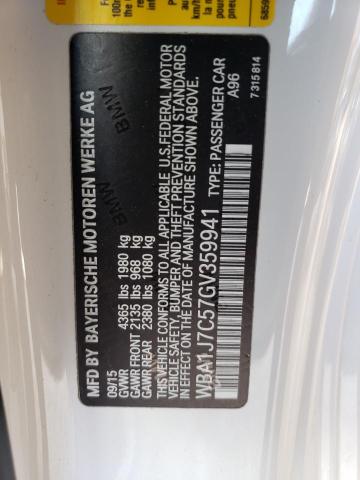 MFD BY BAYERISCHE MOTOREN WERKE AG
09/15
GVWR 4365 lbs 1980 kg
GAWR FRONT 2135 lbs 968 kg
GAWR REAR 2380 lbs 1080 kg
THIS VEHICLE CONFORMS TO ALL APPLICABLE U.S.FEDERAL MOTOR
VEHICLE SAFETY, BUMPER AND THEFT PREVENTION STANDARDS
IN EFFECT ON THE DATE OF MANUFACTURE SHOWN ABOVE.
WBA1J7C57GV359941 TYPE: PASSENGER CAR
A96
7315814
BMW
BMW